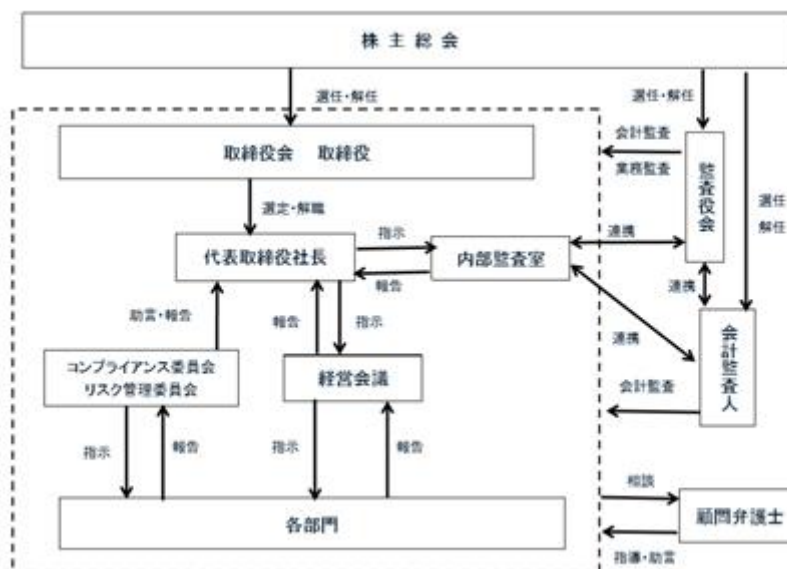 株主総会
選任・解任
選任・解任
取締役会　取締役
会計監査
業務監査
監査役会
選任
解任
選定・解職
代表取締役社長
指示
報告
内部監査室
連携
連携
連携
助言・報告
報告
指示
コンプライアンス委員会
リスク管理委員会
経営会議
会計監査人
会計監査
指示
報告
指示
報告
各部門
相談
顧問弁護士
指導・助言